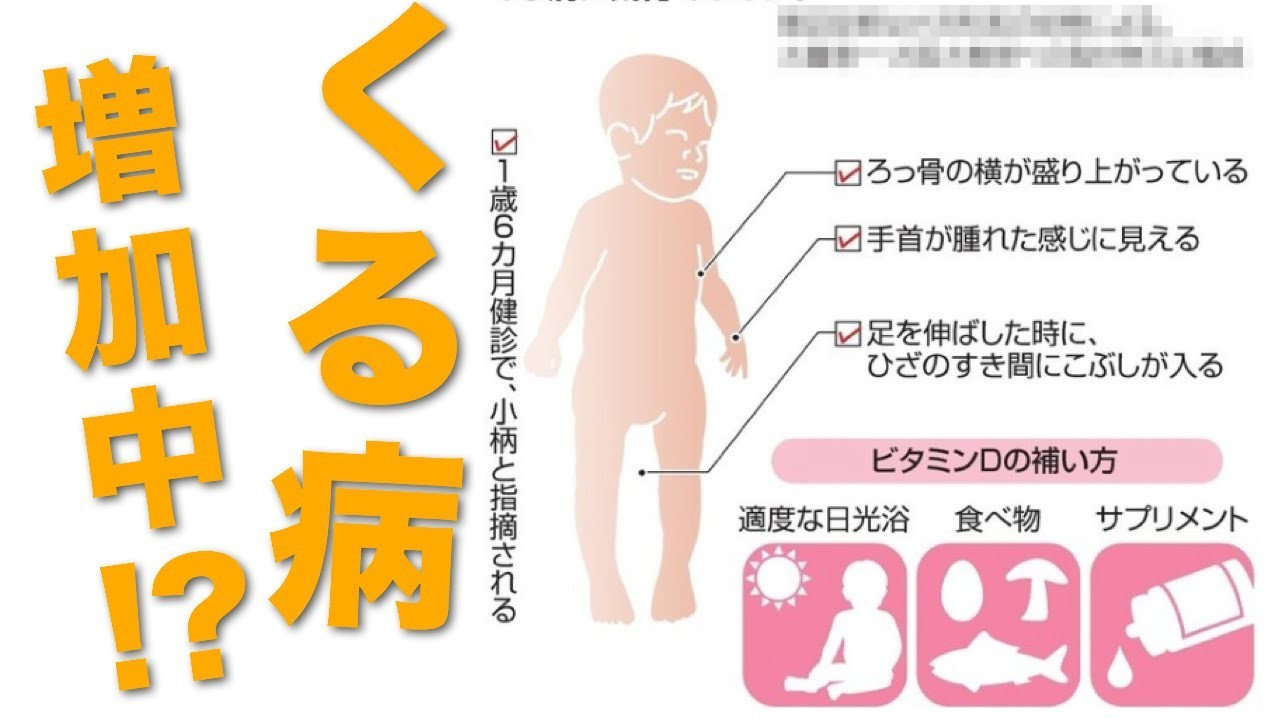 くる病
増加中!?
1歳6カ月健診で、小柄と指摘される
ろっ骨の横が盛り上がっている
手首が腫れた感じに見える
足を伸ばした時に、
ひざのすき間にこぶしが入る
ビタミンDの補い方
適度な日光浴
食べ物
サプリメント